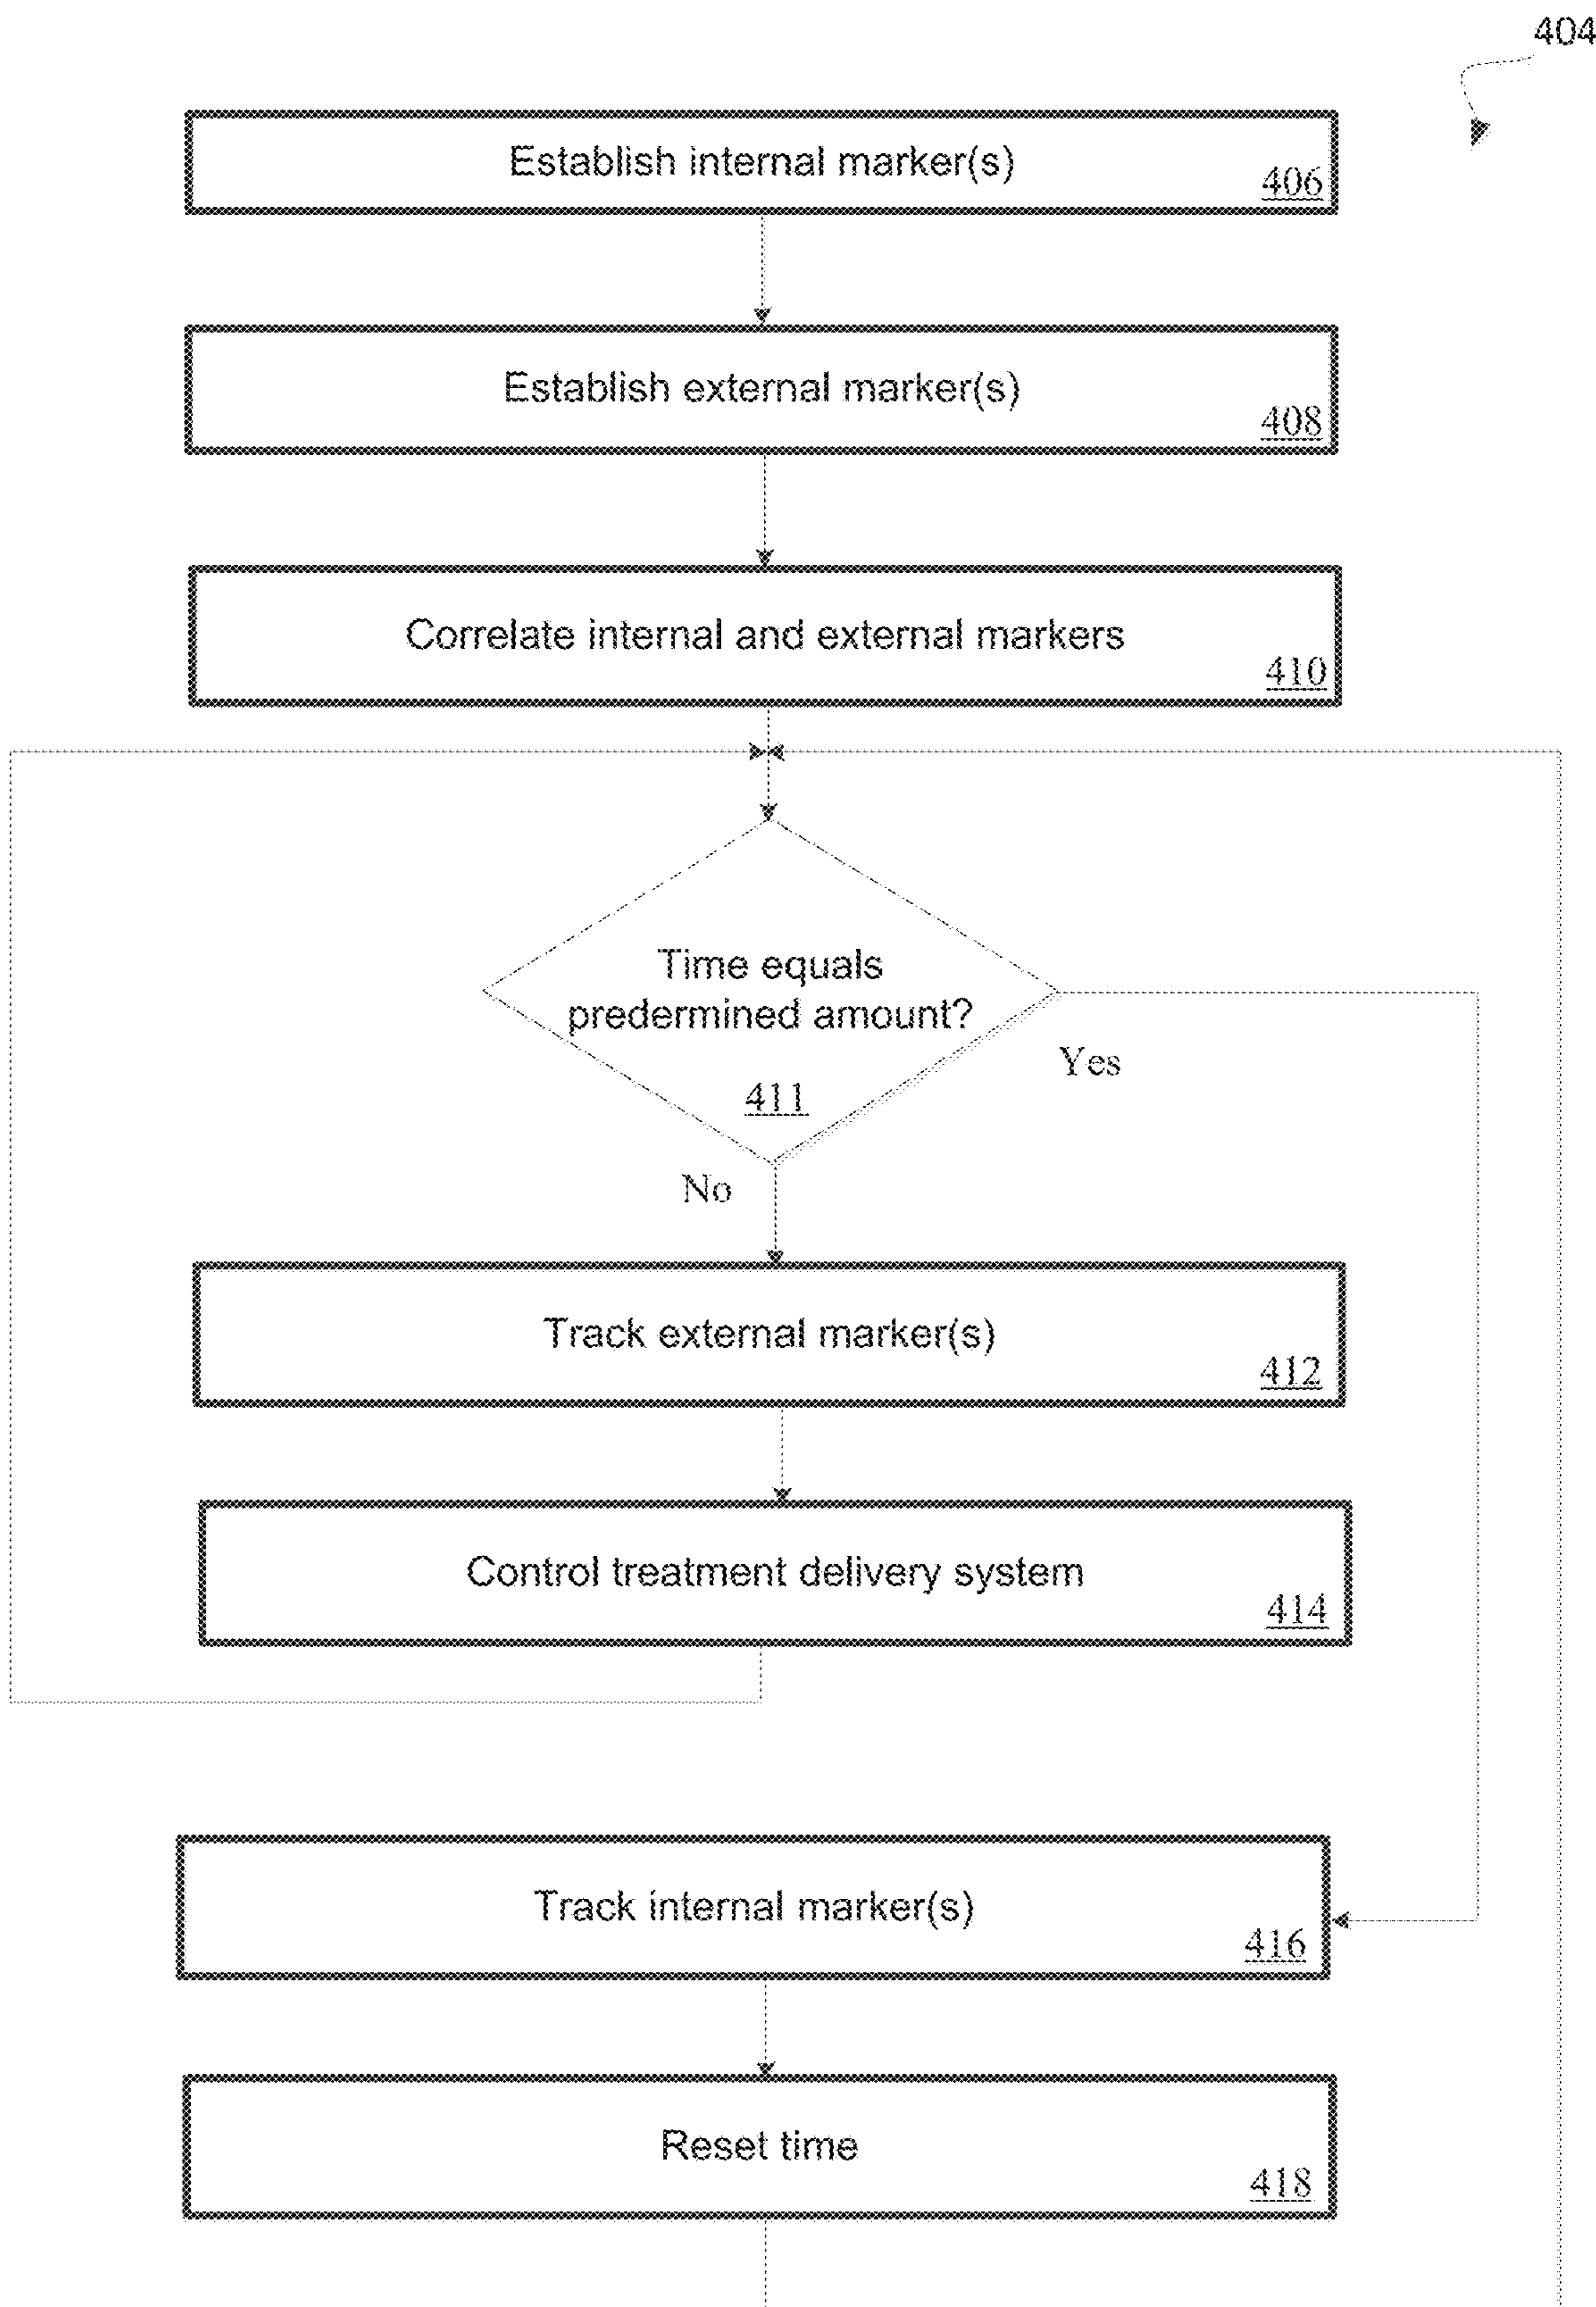 404
Establish internal marker(s)
406
Establish external marker(s)
408
Correlate internal and external markers
410
Time equals
predermined amount?
411
Yes
No
Track external marker(s)
412
Control treatment delivery system
414
Track internal marker(s)
416
Reset time
418